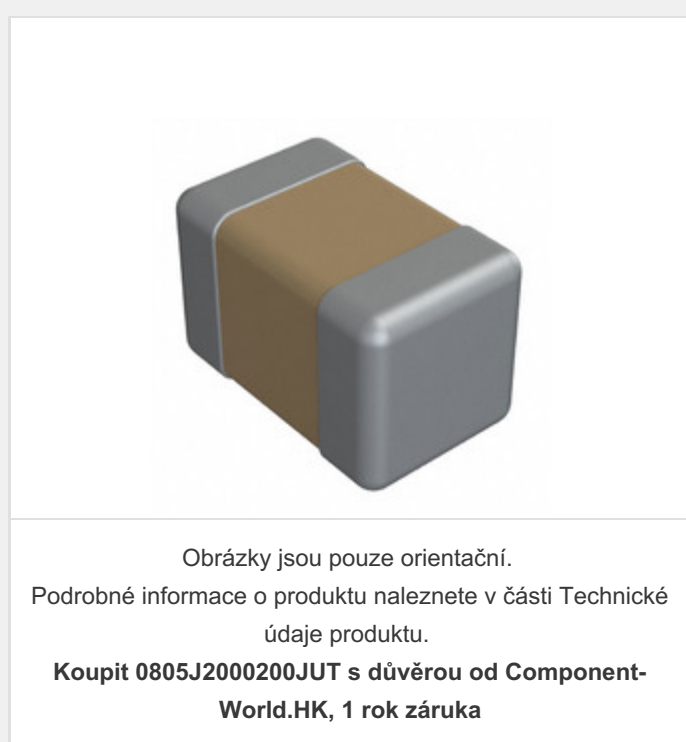 Obrázky jsou pouze orientační.
Podrobné informace o produktu naleznete v části Technické
údaje produktu.
Koupit 0805J2000200JUT s důvěrou od Component-
World.HK, 1 rok záruka